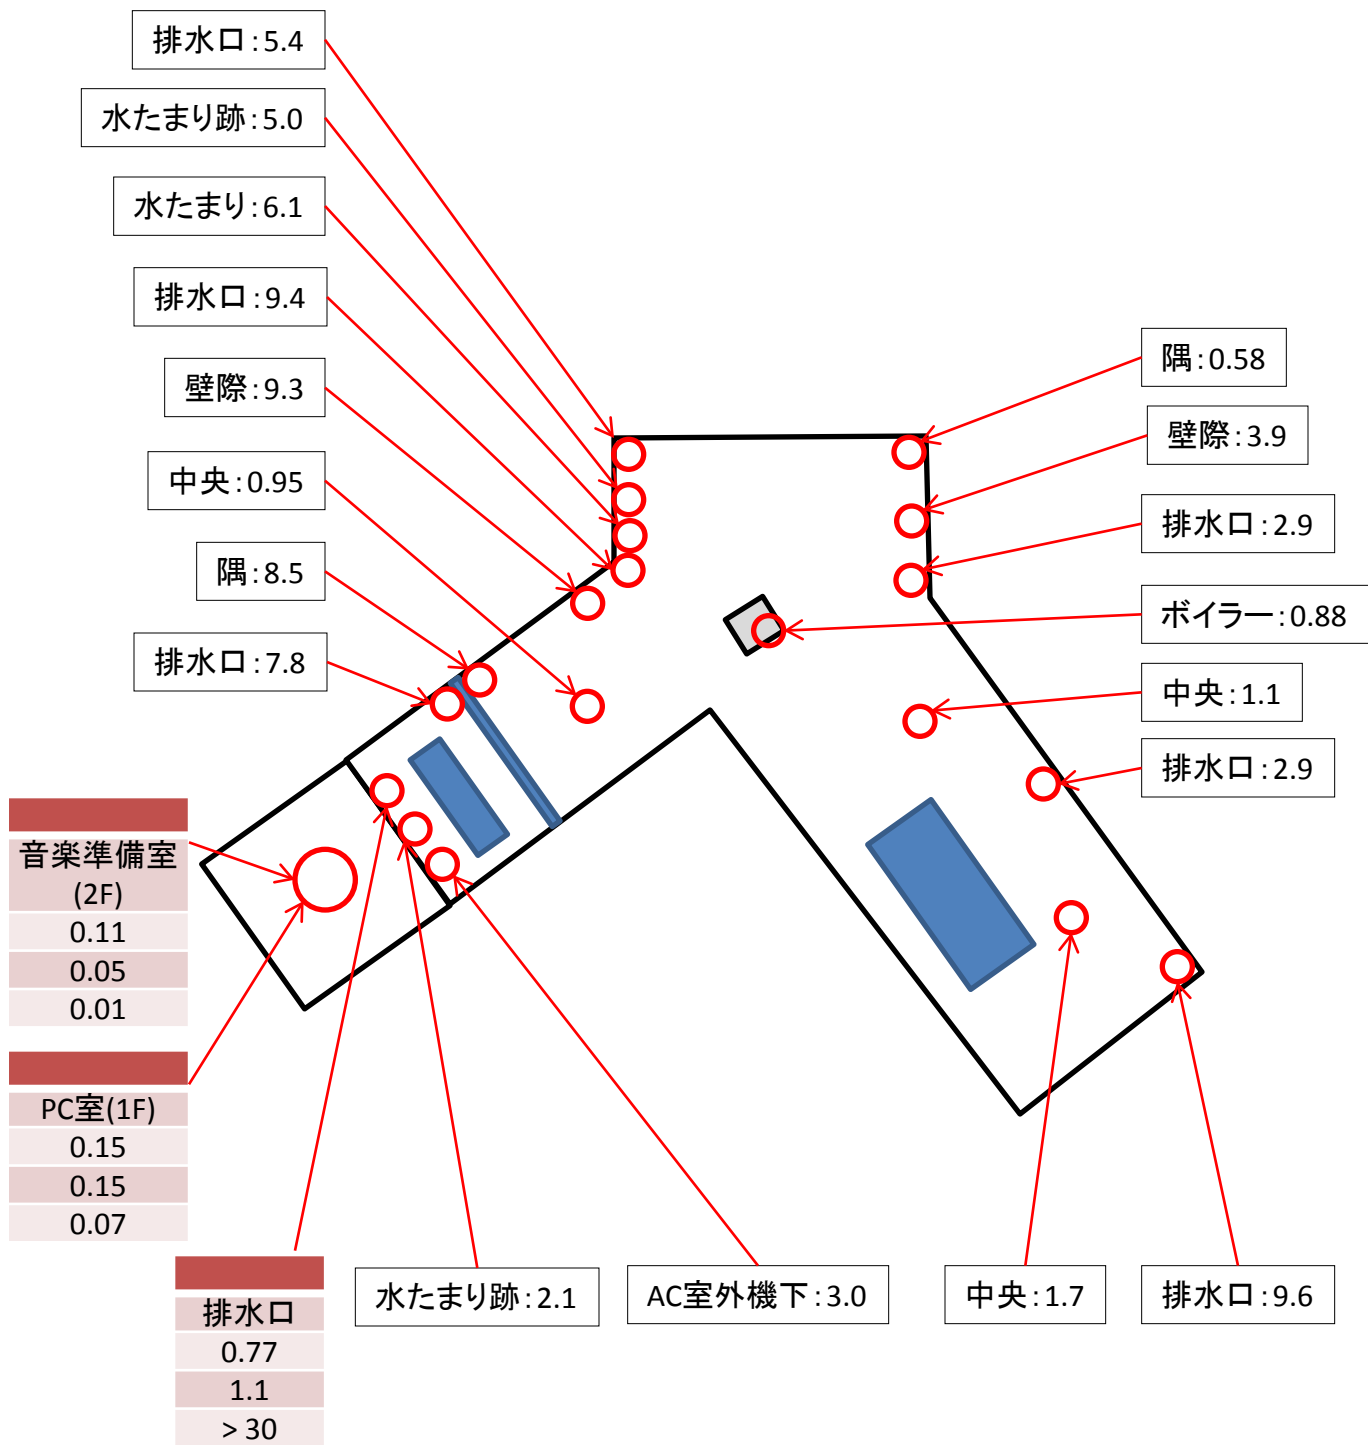 排水口:5.4
水たまり跡:5.0
水たまり:6.1
排水口:9.4
壁際:9.3
中央:0.95
隅:8.5
排水口:7.8
隅:0.58
壁際:3.9
排水口:2.9
ボイラー:0.88
中央:1.1
排水口:2.9
音楽準備室
(2F)
0.11
0.05
0.01
PC室(1F)
0.15
0.15
0.07
排水口
0.77
1.1
> 30
水たまり跡:2.1
AC室外機下:3.0
中央:1.7
排水口:9.6